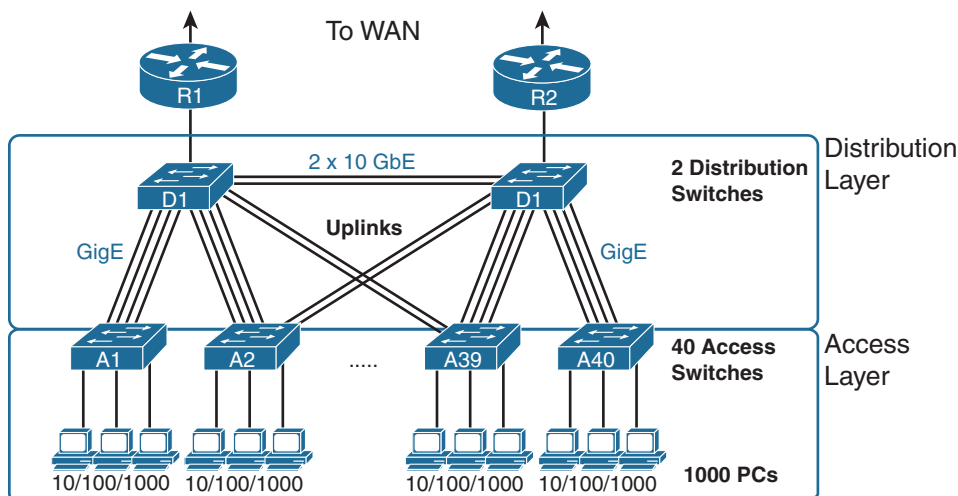 To WAN
R1
R2
Distribution
Layer
2 x 10 GbE
2 Distribution
Switches
D1
D1
Uplinks
GigE
GigE
A1
A2
.....
A39
A40
40 Access
Switches
Access
Layer
10/100/1000
10/100/1000
10/100/1000
10/100/1000
1000 PCs